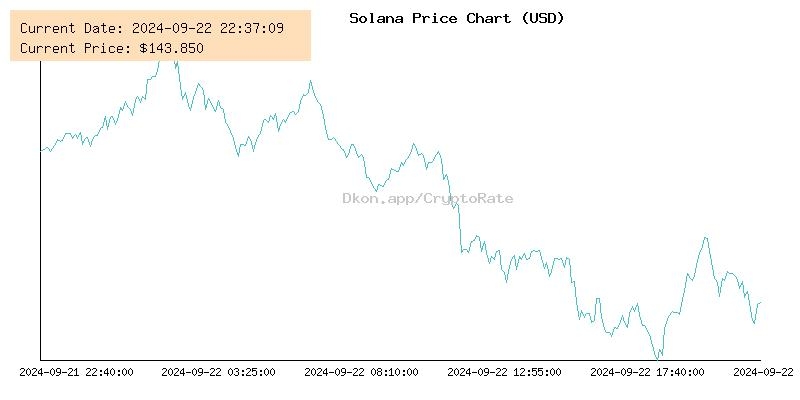 Solana Price Chart (USD)
Current Date: 2024-09-22 22:37:09
Current Price: $143.850
Dkon.app/CryptoRate
2024-09-21 22:40:00 2024-09-22 03:25:00 2024-09-22 08:10:00 2024-09-22 12:55:00 2024-09-22 17:40:00 2024-09-22